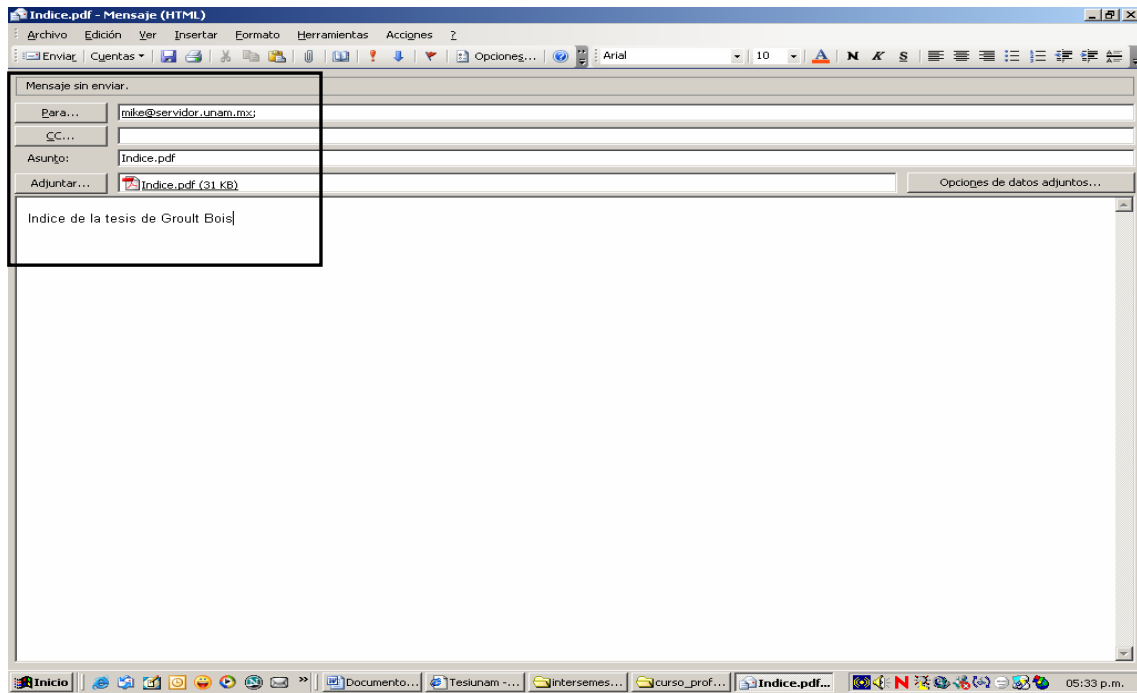 Indice.pdf - Mensaje (HTML)
Archivo Edición Ver Insertar Formato Herramientas Acciones ?
Enviar Cuentas Opciones... Arial 10 A N K S
Mensaje sin enviar.
Para... mike@servidor.unam.mx;
CC...
Asunto: Indice.pdf
Adjuntar... Indice.pdf (31 KB) Opciones de datos adjuntos...
Indice de la tesis de Groult Bois
Inicio » Documento... Tesiunam -... intersemes... curso_prof... Indice.pdf... N 05:33 p.m.